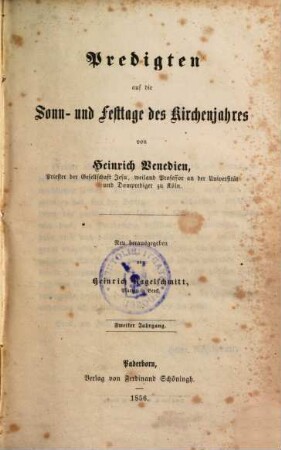 Predigten
auf die
Sonn- und Festtage des Kirchenjahres
von
Heinrich Venedien,
Priester der Gesellschaft Jesu, weiland Professor an der Universität
und Domprediger zu Köln.
Neu herausgegeben
von
Heinrich Nagelschmitt,
Zweiter Jahrgang.
Paderborn,
Verlag von Ferdinand Schöningh.
1856.